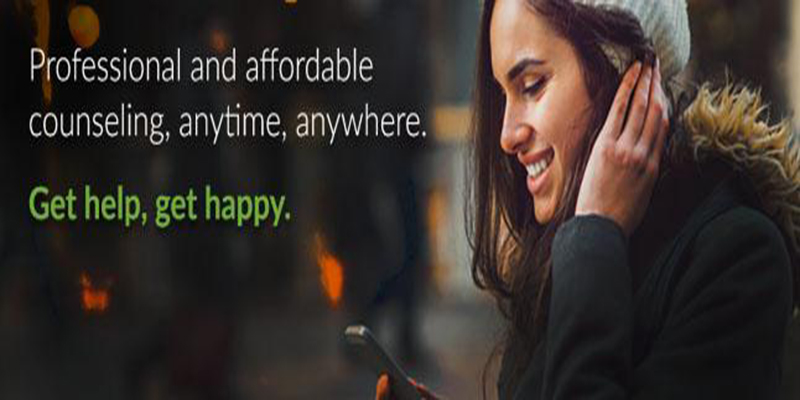 Professional and affordable
counseling, anytime, anywhere.
Get help, get happy.